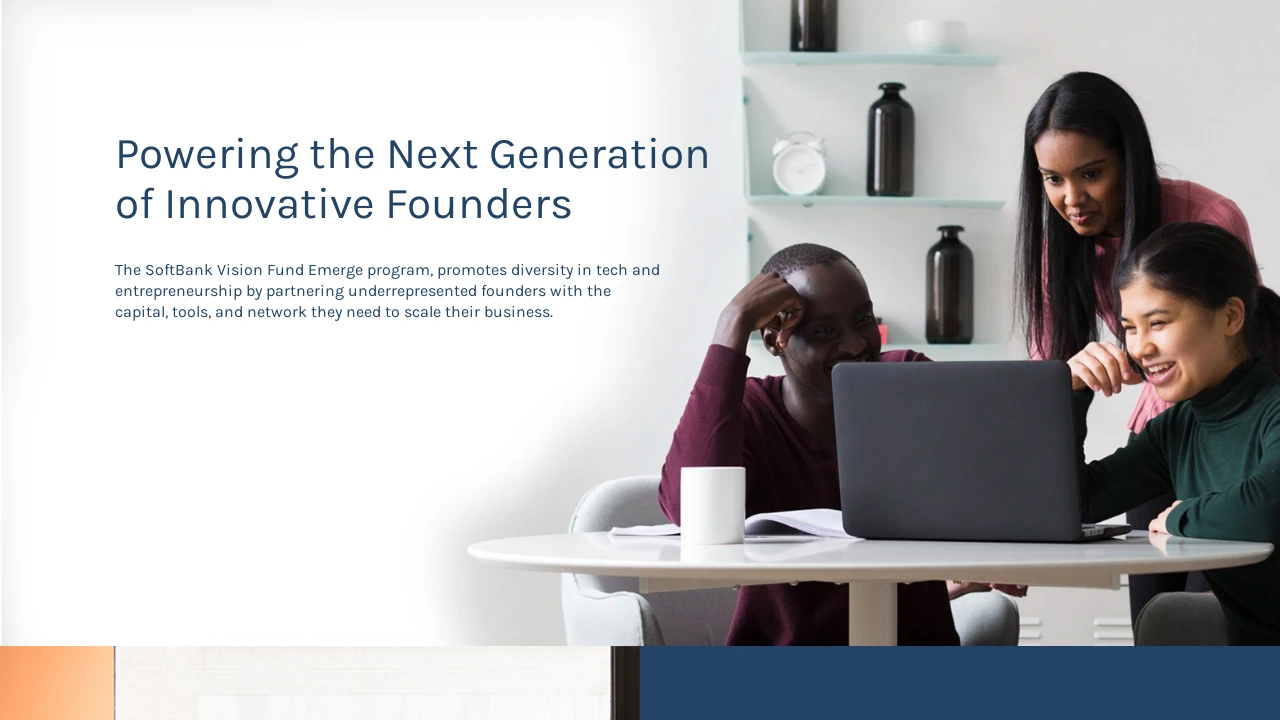 Powering the Next Generation
of Innovative Founders
The SoftBank Vision Fund Emerge program, promotes diversity in tech and
entrepreneurship by partnering underrepresented founders with the
capital, tools, and network they need to scale their business.